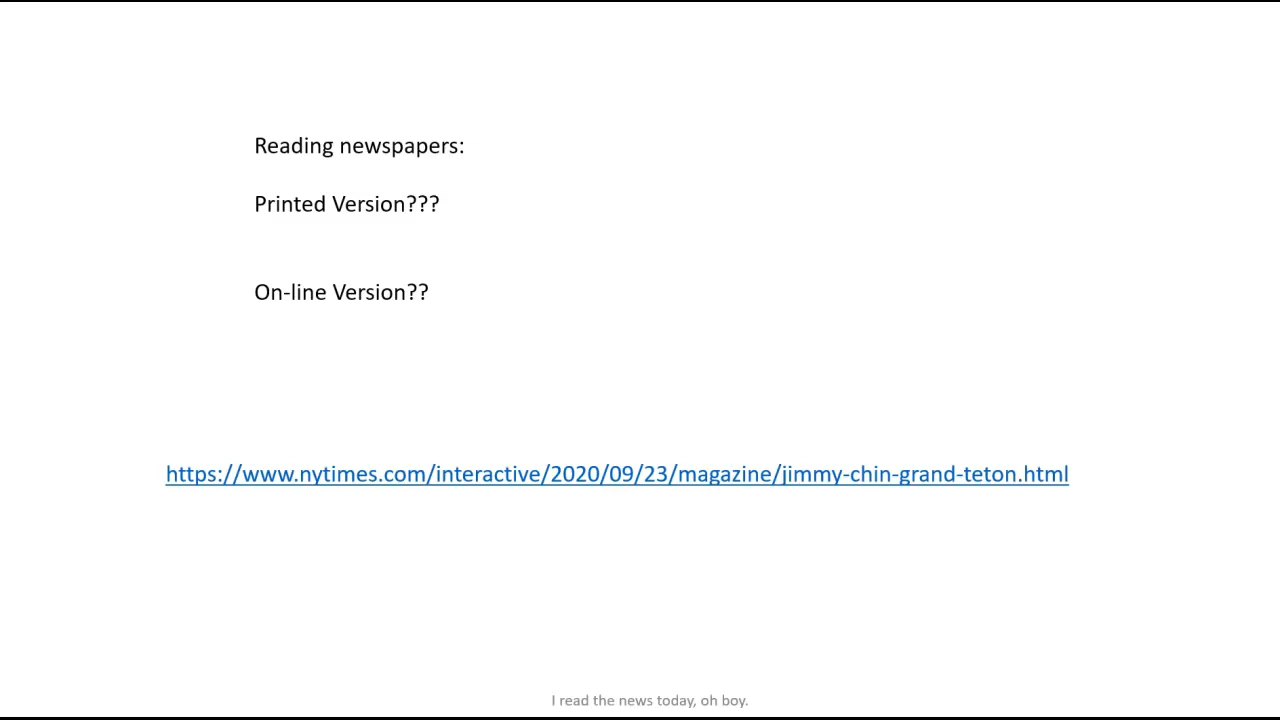 Reading newspapers:
Printed Version???
On-line Version??
https://www.nytimes.com/interactive/2020/09/23/magazine/jimmy-chin-grand-teton.html
I read the news today, oh boy.